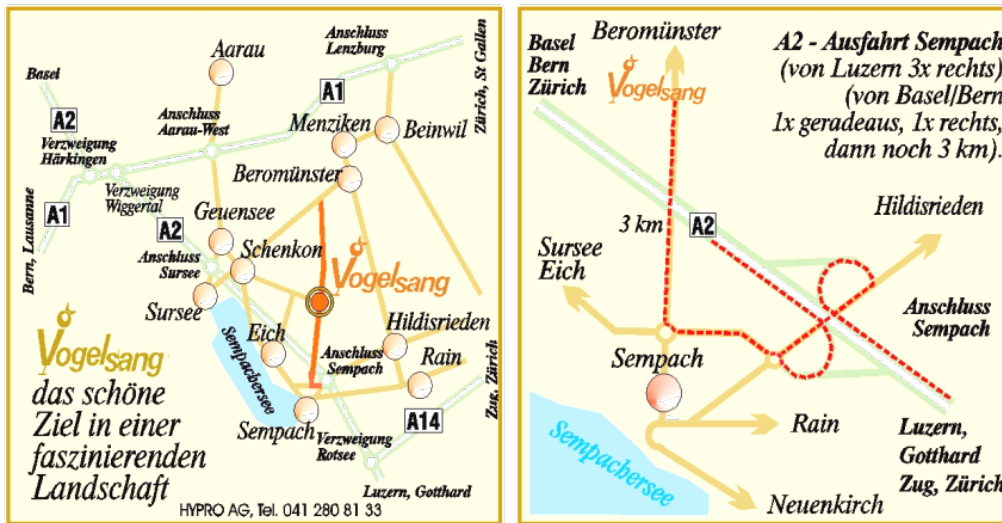 Anschluss
Lenzburg
Aarau
Basel
A1
Zürich, St Gallen
A2
Anschluss
Aarau-West
Menziken
Beinwil
Verzweigung
Härkingen
Beromünster
Verzweigung
Wiggertal
A1
Bern, Lausanne
Geuensee
A2
Schenkon
Anschluss
Sursee
Vogelsang
Sursee
Eich
Hildisrieden
Sempachersee
Anschluss
Sempach
Rain
Zug, Zürich
Vogelsang
das schöne
Ziel in einer
faszinierenden
Landschaft
Sempach
A14
Verzweigung
Rotsee
Luzern, Gotthard
HYPRO AG, Tel. 041 280 81 33
Basel
Bern
Zürich
Beromünster
Vogelsang
A2 - Ausfahrt Sempach
(von Luzern 3x rechts)
(von Basel/Bern
1x geradeaus, 1x rechts,
dann noch 3 km).
Hildisrieden
3 km
A2
Sursee
Eich
Anschluss
Sempach
Sempach
Rain
Luzern,
Gotthard
Zug, Zürich
Sempachersee
Neuenkirch